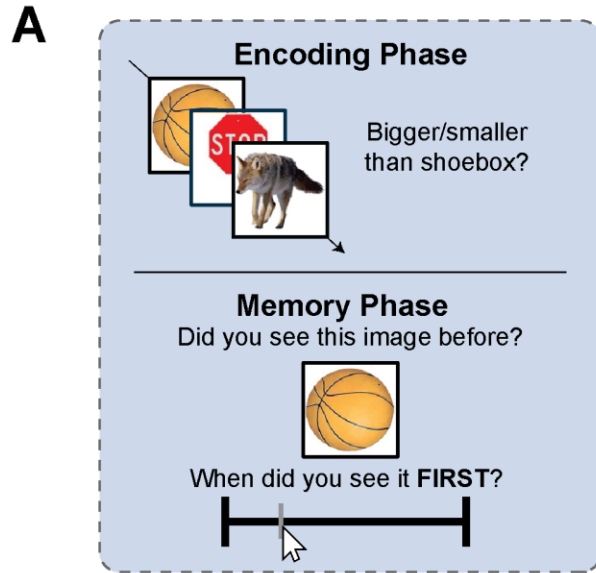 A
Encoding Phase
STOP
Bigger/smaller
than shoebox?
Memory Phase
Did you see this image before?
When did you see it FIRST?